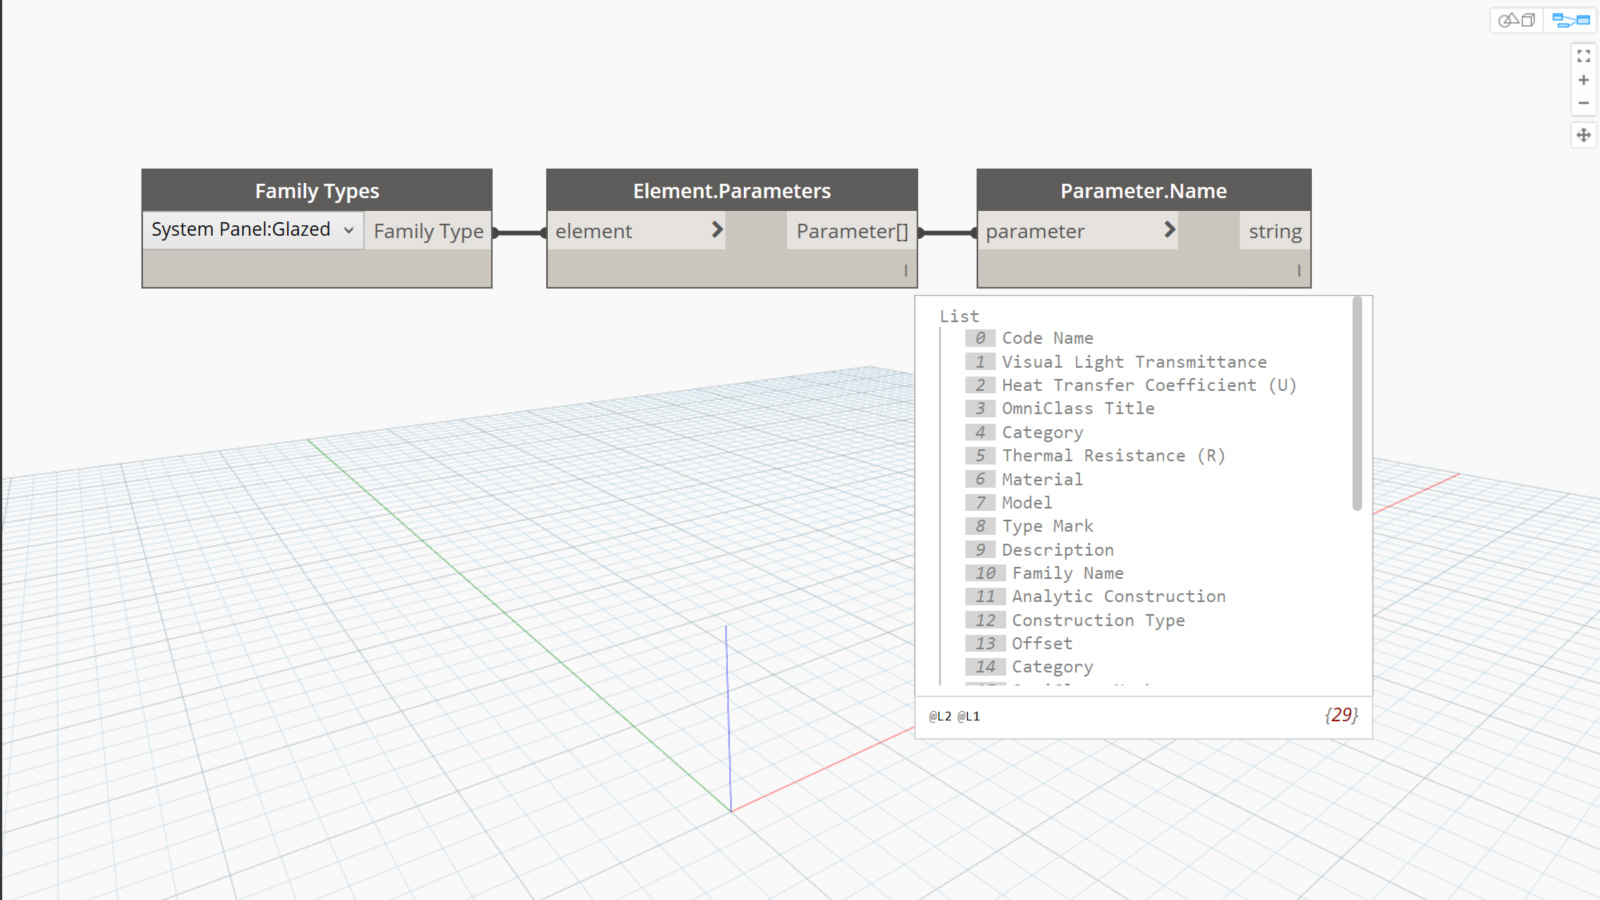 Family Types
System Panel:Glazed
Family Type
Element.Parameters
element
Parameter[]
Parameter.Name
parameter
string
List
0 Code Name
1 Visual Light Transmittance
2 Heat Transfer Coefficient (U)
3 OmniClass Title
4 Category
5 Thermal Resistance (R)
6 Material
7 Model
8 Type Mark
9 Description
10 Family Name
11 Analytic Construction
12 Construction Type
13 Offset
14 Category
@L2 @L1
{29}